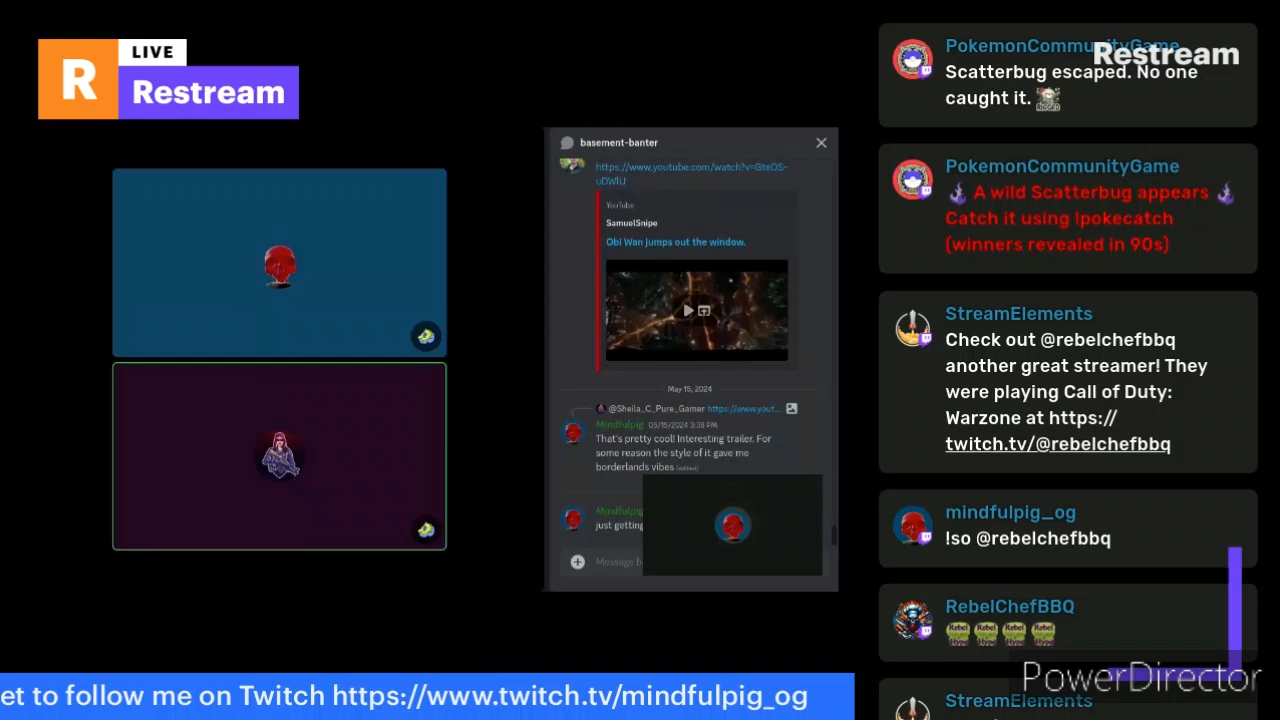 R
LIVE
Restream
basement-banter
https://www.youtube.com/watch?v=GteOS-
uDWlU
YouTube
SamuelSnipe
Obi Wan jumps out the window.
May 15, 2024
@Sheila_C_Pure_Gamer https://www.yout...
Mindfulpig 05/15/2024 3:38 PM
That's pretty cool! Interesting trailer. For
some reason the style of it gave me
borderlands vibes (edited)
Mindfulpig
just getting
Message b
PokemonCommunityGame
Restream
Scatterbug escaped. No one
caught it.
PokemonCommunityGame
A wild Scatterbug appears
Catch it using !pokecatch
(winners revealed in 90s)
StreamElements
Check out @rebelchefbbq
another great streamer! They
were playing Call of Duty:
Warzone at https://
twitch.tv/@rebelchefbbq
mindfulpig_og
!so @rebelchefbbq
RebelChefBBQ
StreamElements
PowerDirector
et to follow me on Twitch https://www.twitch.tv/mindfulpig_og